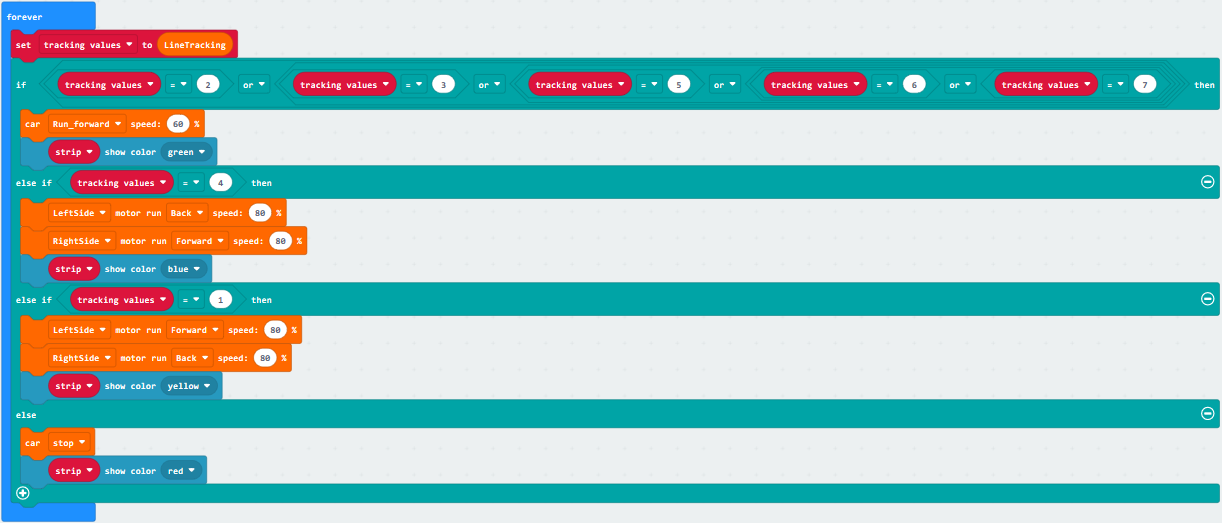 forever
set tracking values to LineTracking
if tracking values = 2 or tracking values = 3 or tracking values = 5 or tracking values = 6 or tracking values = 7 then
car Run_forward speed: 60 %
strip show color green
else if tracking values = 4 then
LeftSide motor run Back speed: 80 %
RightSide motor run Forward speed: 80 %
strip show color blue
else if tracking values = 1 then
LeftSide motor run Forward speed: 80 %
RightSide motor run Back speed: 80 %
strip show color yellow
else
car stop
strip show color red